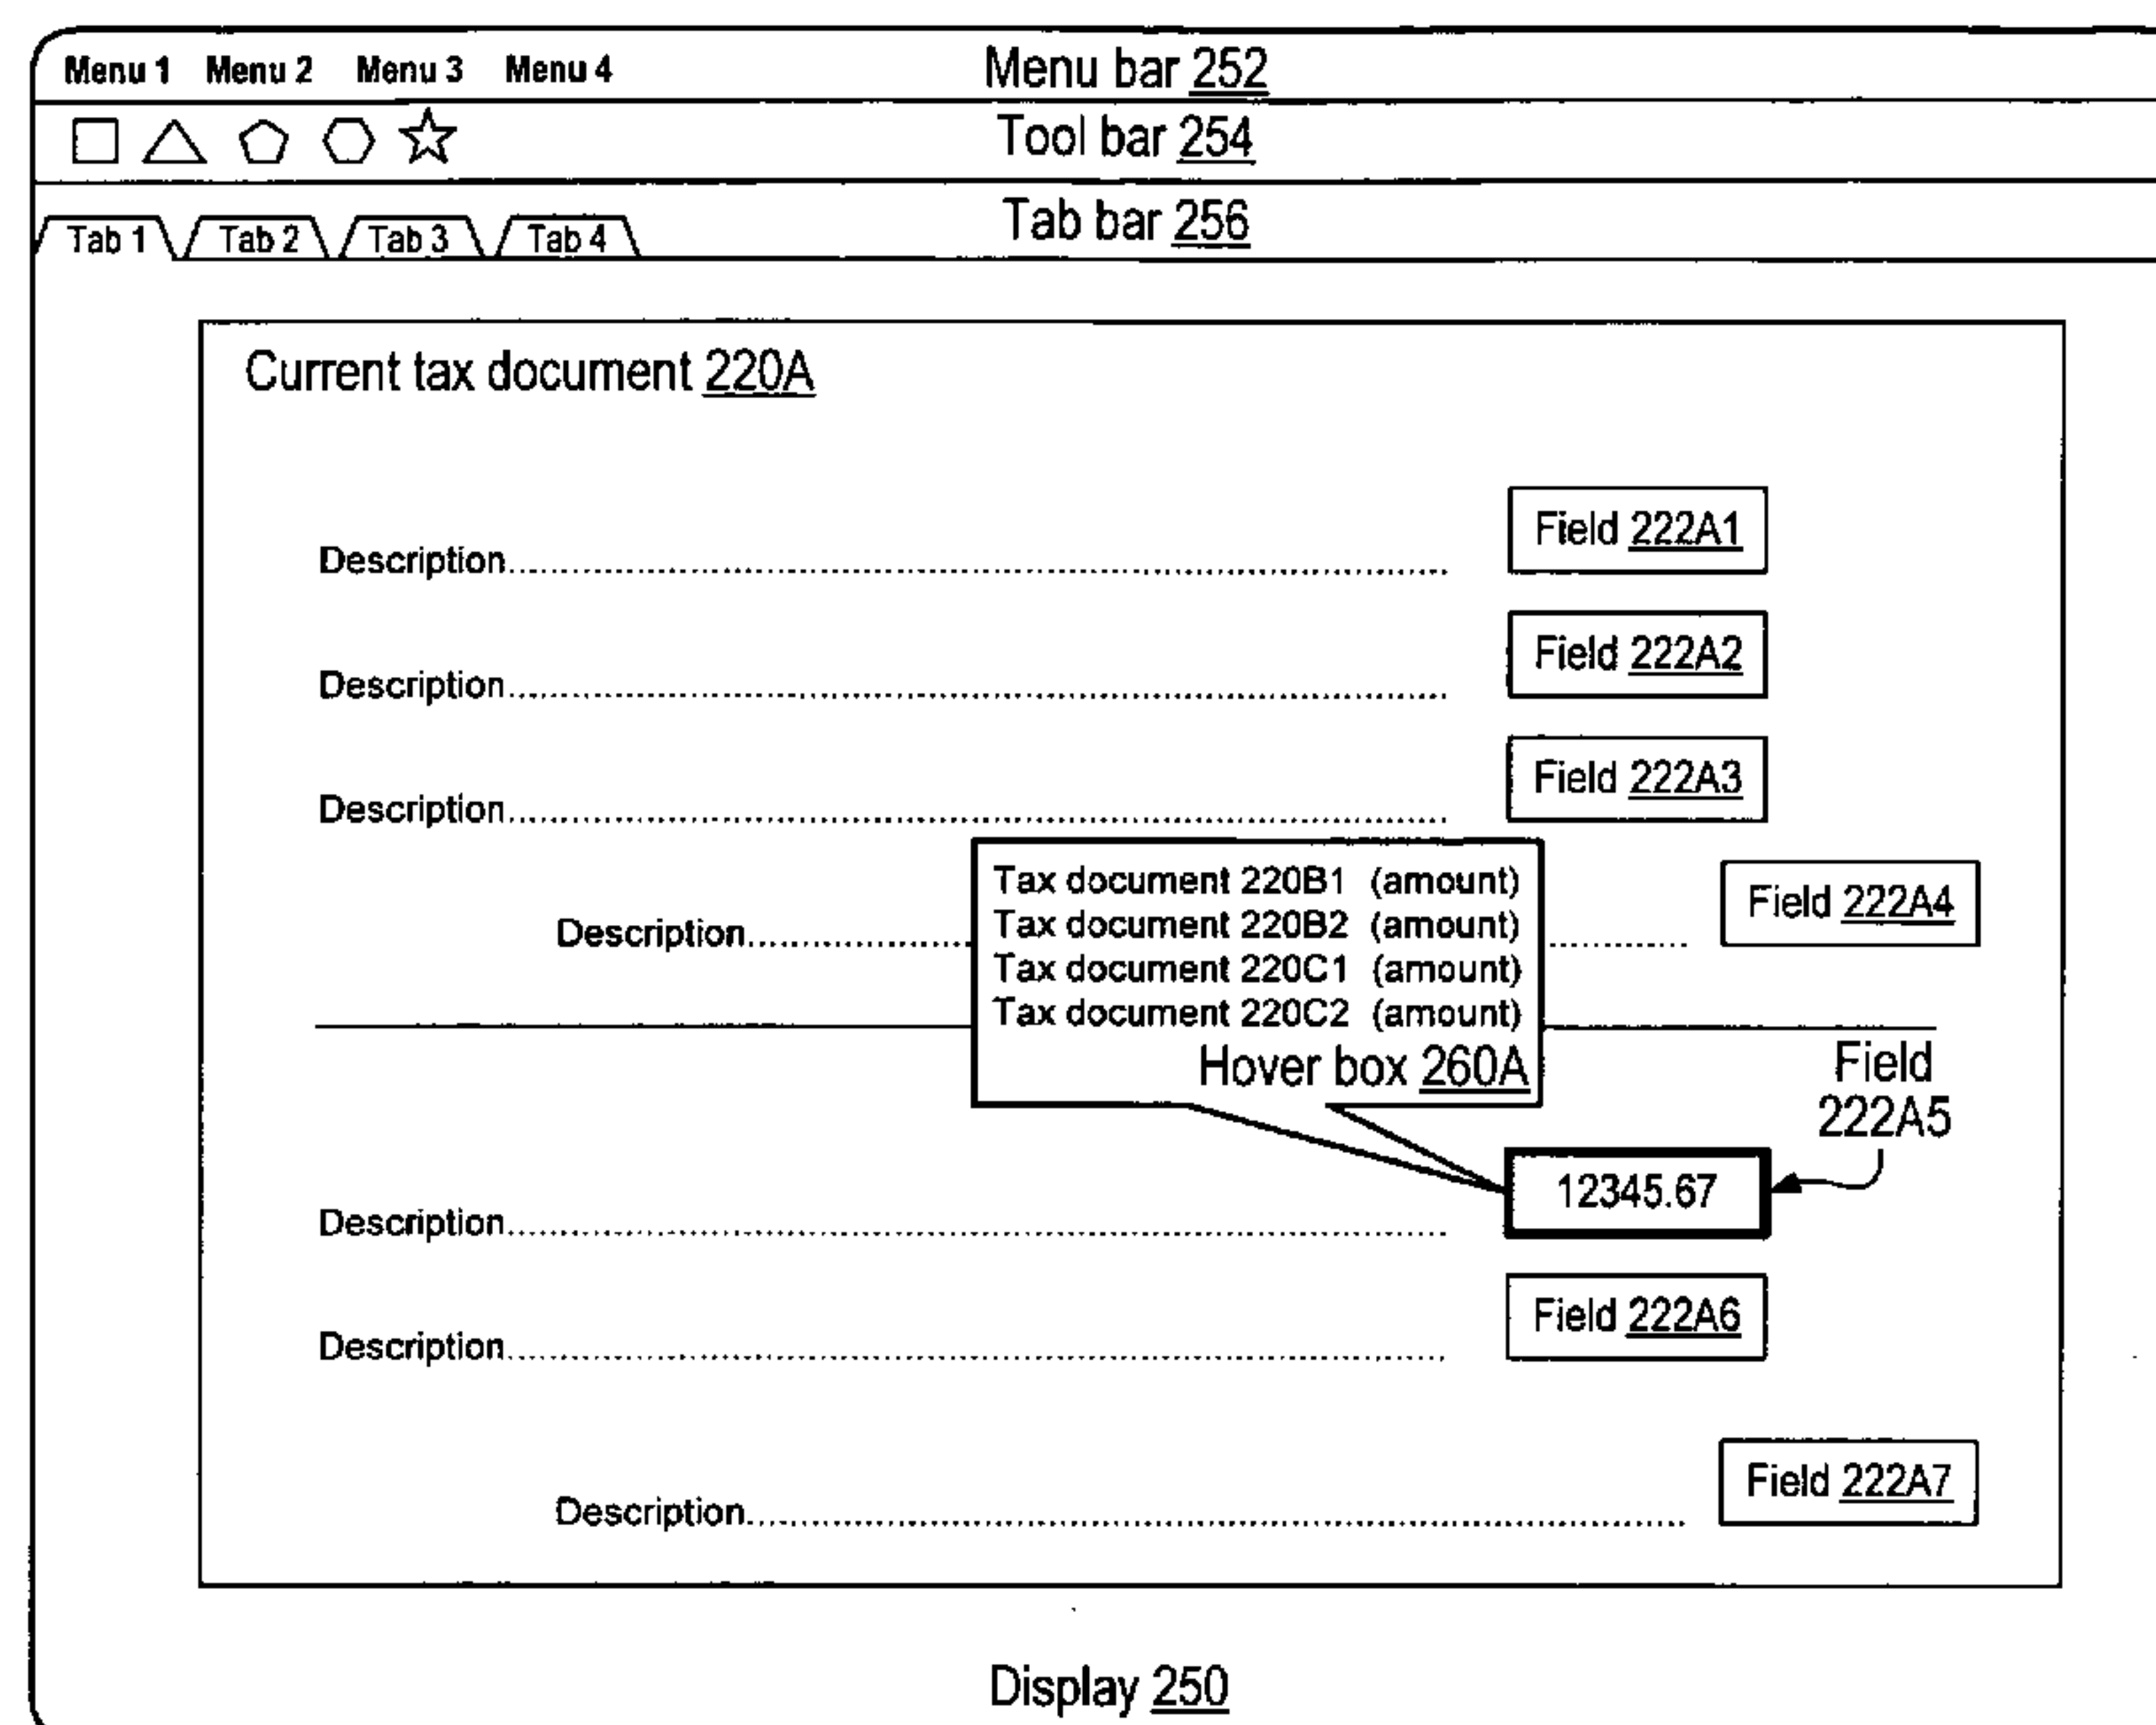 Menu 1 Menu 2 Menu 3 Menu 4 Menu bar 252
Tool bar 254
Tab bar 256
Tab 1 Tab 2 Tab 3 Tab 4
Current tax document 220A
Field 222A1
Description........................................
Field 222A2
Description........................................
Field 222A3
Description........................................
Tax document 220B1 (amount)
Tax document 220B2 (amount)
Tax document 220C1 (amount)
Tax document 220C2 (amount)
Hover box 260A
Field 222A4
Description........................................
Field
222A5
12345.67
Description........................................
Field 222A6
Description........................................
Field 222A7
Description........................................
Display 250